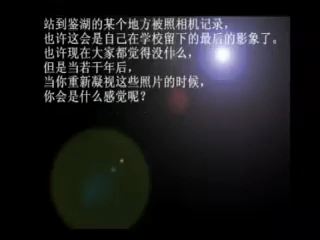 站到鉴湖的某个地方被照相机记录，
也许这会是自己在学校留下的最后的影象了。
也许现在大家都觉得没什么，
但是当若干年后，
当你重新凝视这些照片的时候，
你会是什么感觉呢？